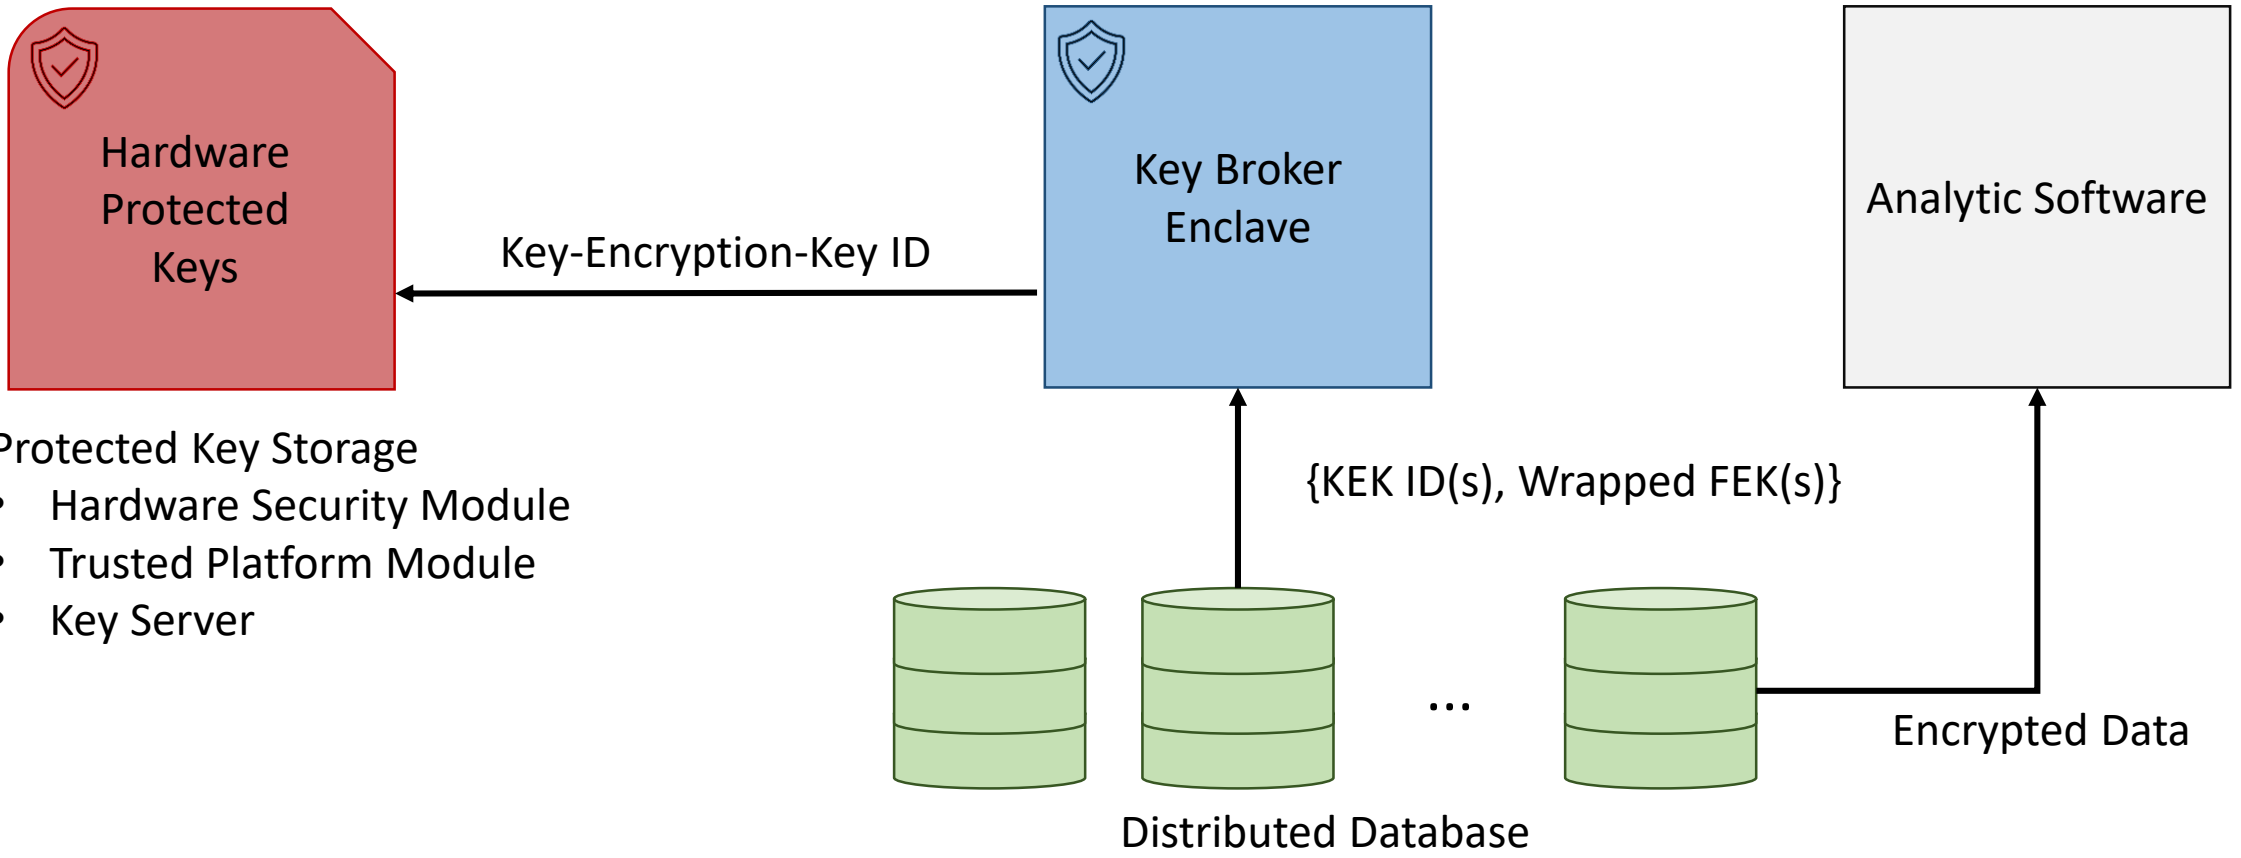 Hardware
Protected
Keys
Key-Encryption-Key ID
Key Broker
Enclave
Analytic Software
Protected Key Storage
• Hardware Security Module
• Trusted Platform Module
• Key Server
{KEK ID(s), Wrapped FEK(s)}
...
Encrypted Data
Distributed Database